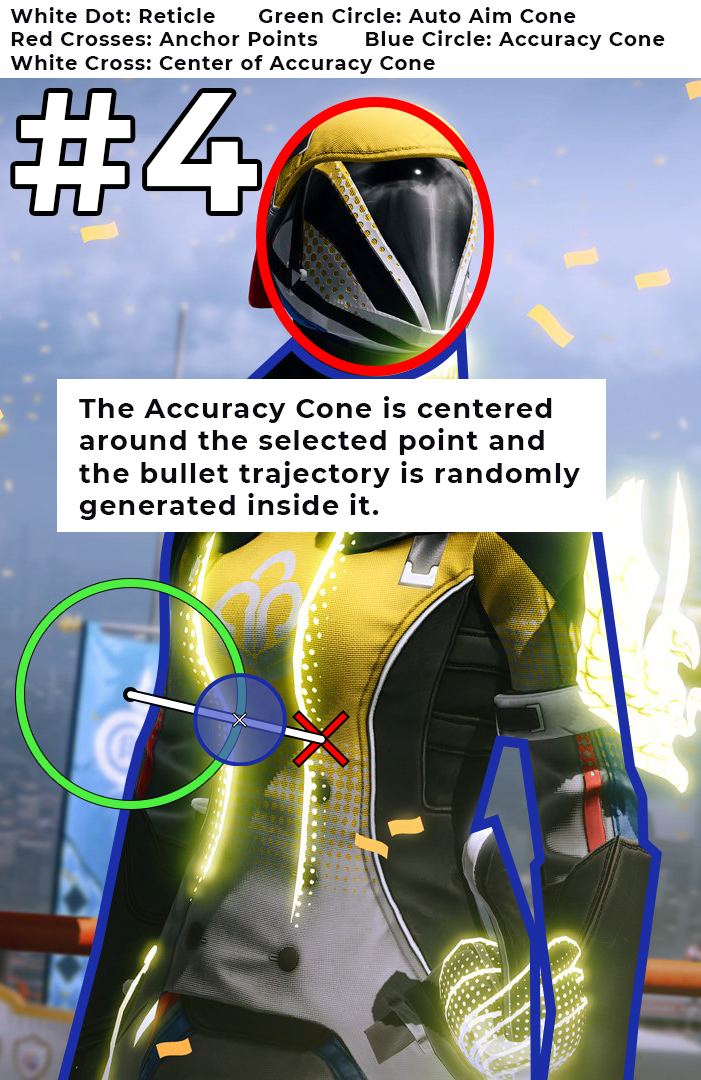 White Dot: Reticle Green Circle: Auto Aim Cone
Red Crosses: Anchor Points Blue Circle: Accuracy Cone
White Cross: Center of Accuracy Cone
#4
The Accuracy Cone is centered
around the selected point and
the bullet trajectory is randomly
generated inside it.